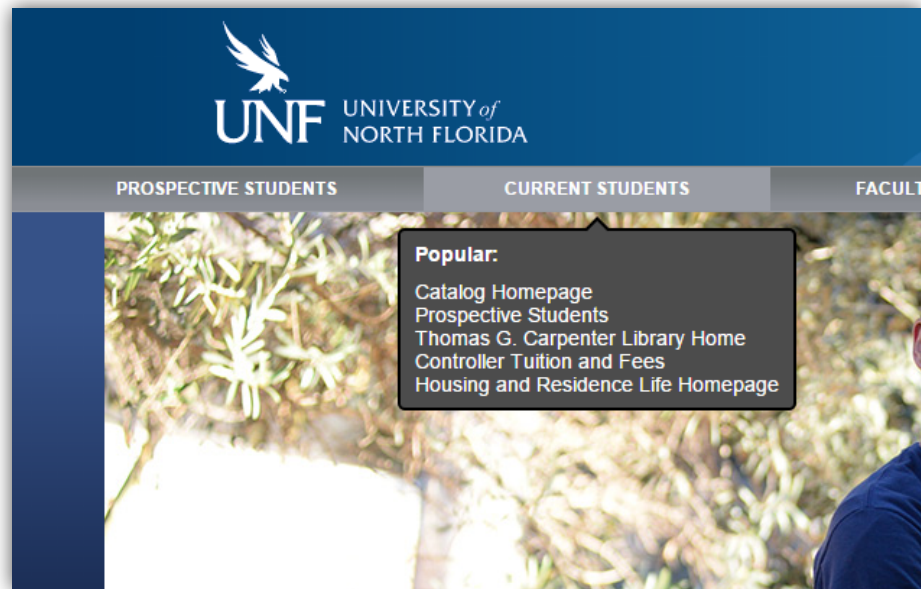 UNF UNIVERSITY of
NORTH FLORIDA
PROSPECTIVE STUDENTS CURRENT STUDENTS
Popular:
Catalog Homepage
Prospective Students
Thomas G. Carpenter Library Home
Controller Tuition and Fees
Housing and Residence Life Homepage